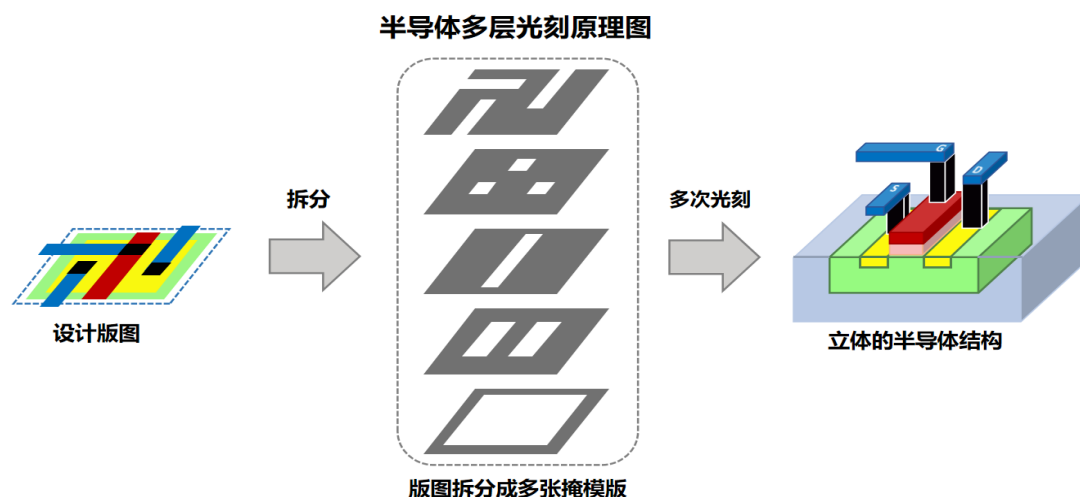 半导体多层光刻原理图
拆分
多次光刻
G
D
S
设计版图
立体的半导体结构
版图拆分成多张掩模版